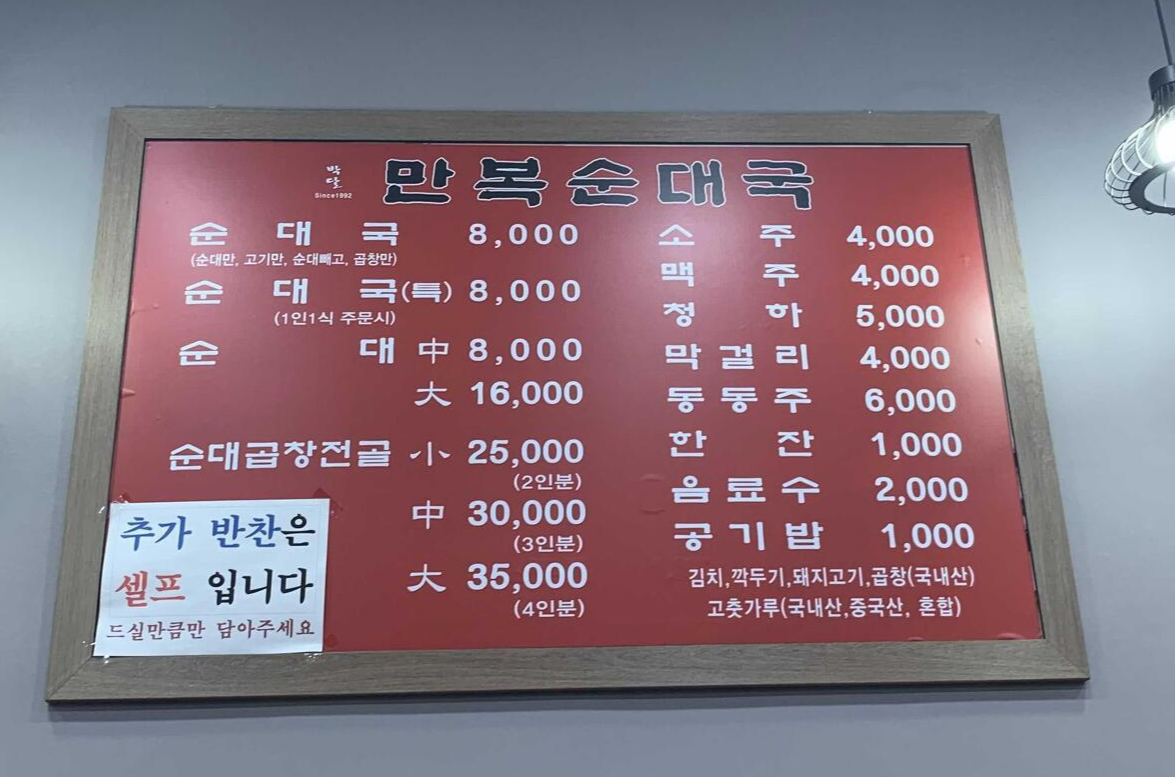 박달
Since1992
만복순대국
순대국 8,000
(순대만, 고기만, 순대빼고, 곱창만)
순대국(특) 8,000
(1인1식 주문시)
순대 中 8,000
大 16,000
순대곱창전골 小 25,000
(2인분)
中 30,000
(3인분)
大 35,000
(4인분)
소주 4,000
맥주 4,000
청하 5,000
막걸리 4,000
동동주 6,000
한잔 1,000
음료수 2,000
공기밥 1,000
김치,깍두기,돼지고기,곱창(국내산)
고춧가루(국내산,중국산, 혼합)
추가 반찬은
셀프 입니다
드실만큼만 담아주세요